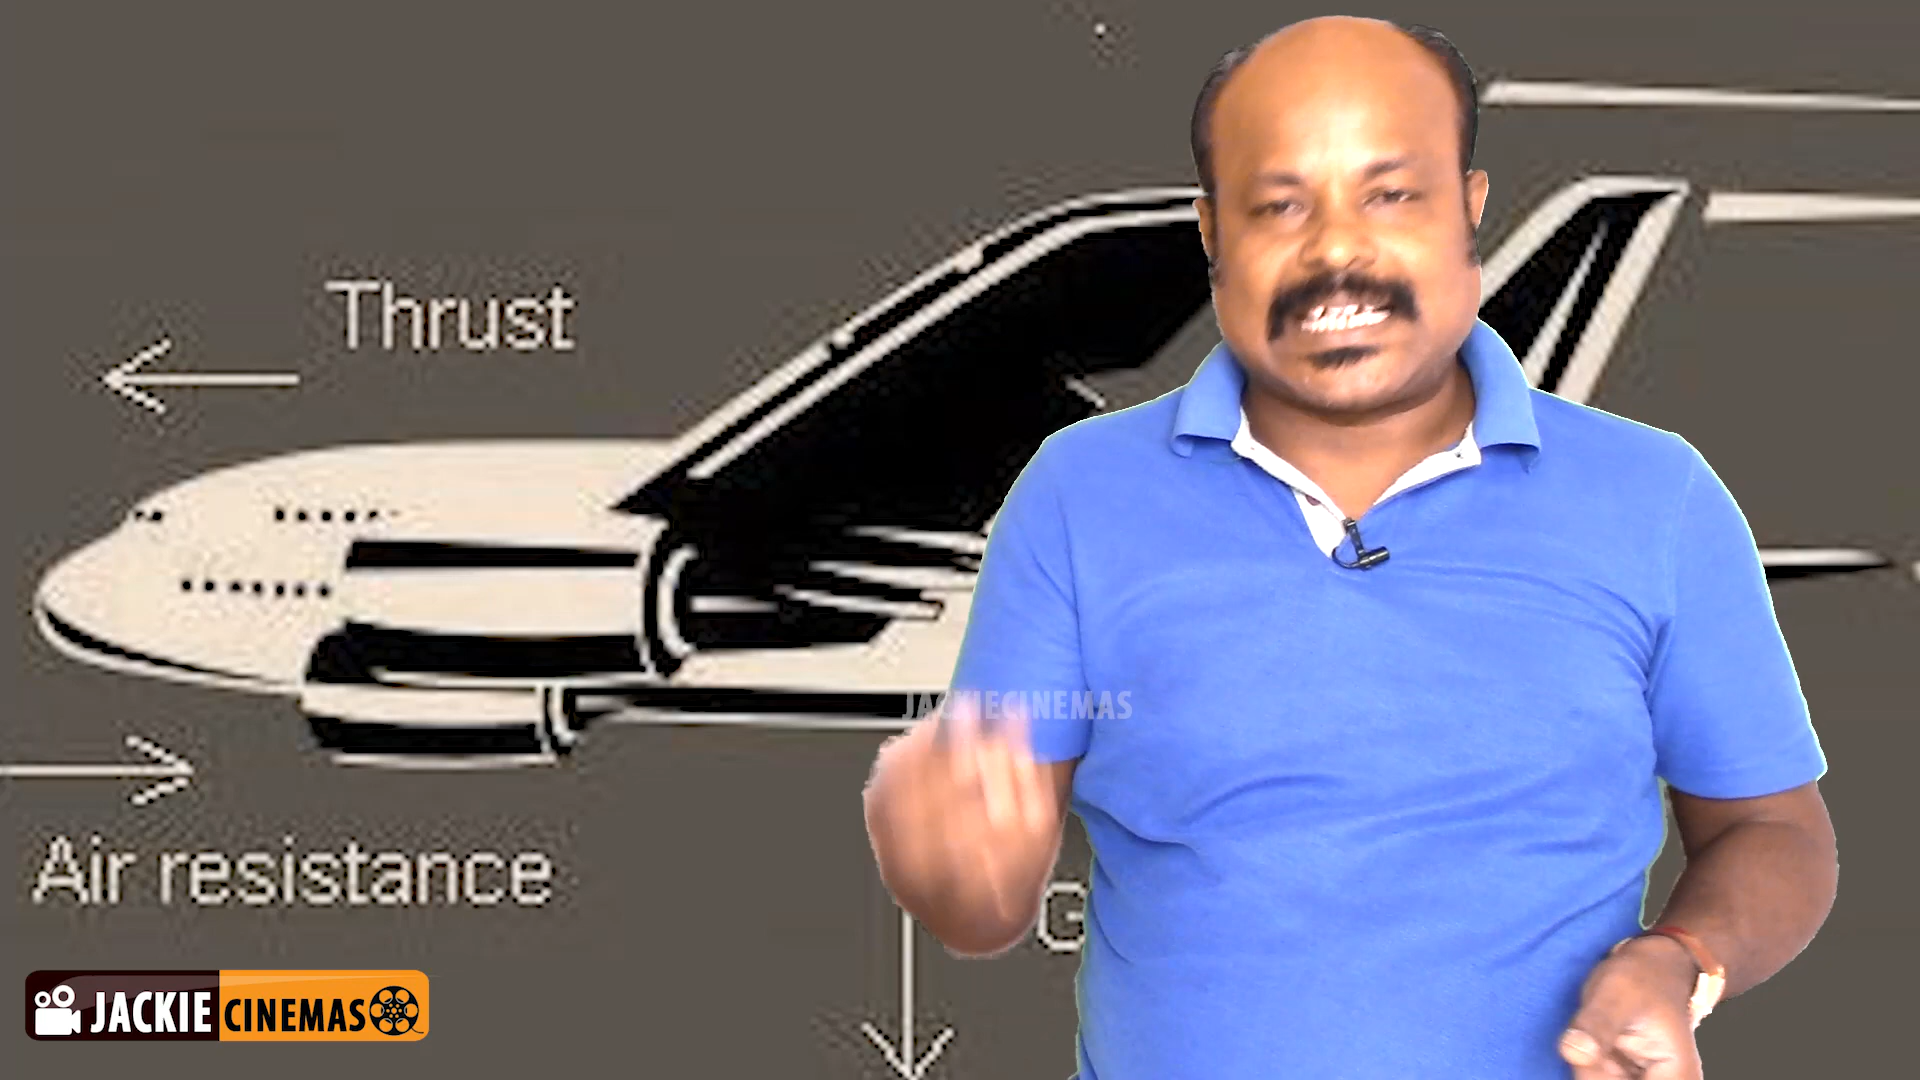 Thrust
JACKIECINEMAS
Air resistance
G
JACKIE CINEMAS